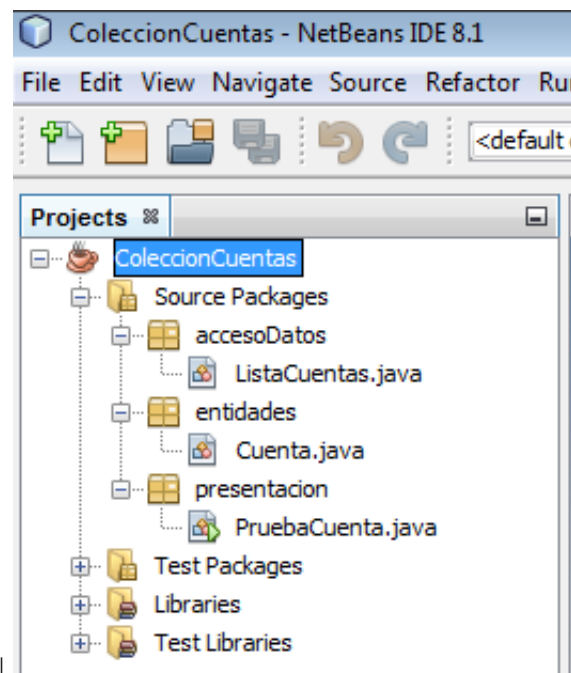 ColeccionCuentas - NetBeans IDE 8.1
File Edit View Navigate Source Refactor Ru
<default
Projects
ColeccionCuentas
Source Packages
accesoDatos
ListaCuentas.java
entidades
Cuenta.java
presentacion
PruebaCuenta.java
Test Packages
Libraries
Test Libraries